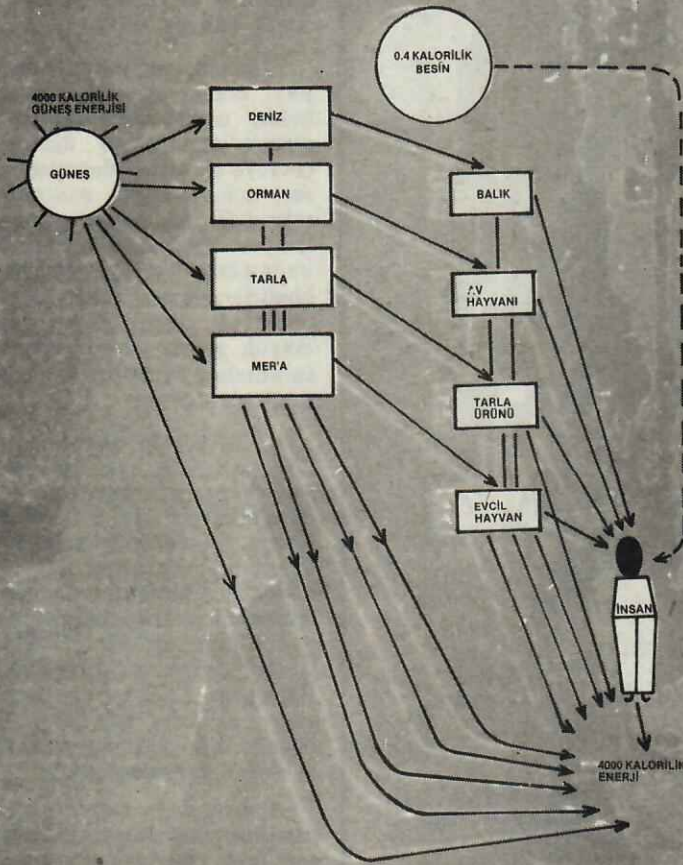 0.4 KALORİLİK
BESİN
4000 KALORİLİK
GÜNEŞ ENERJİSİ
GÜNEŞ
DENİZ
ORMAN
TARLA
MER'A
BALIK
AV
HAYVANI
TARLA
ÜRÜNÜ
EVCİL
HAYVAN
İNSAN
4000 KALORİLİK
ENERJİ